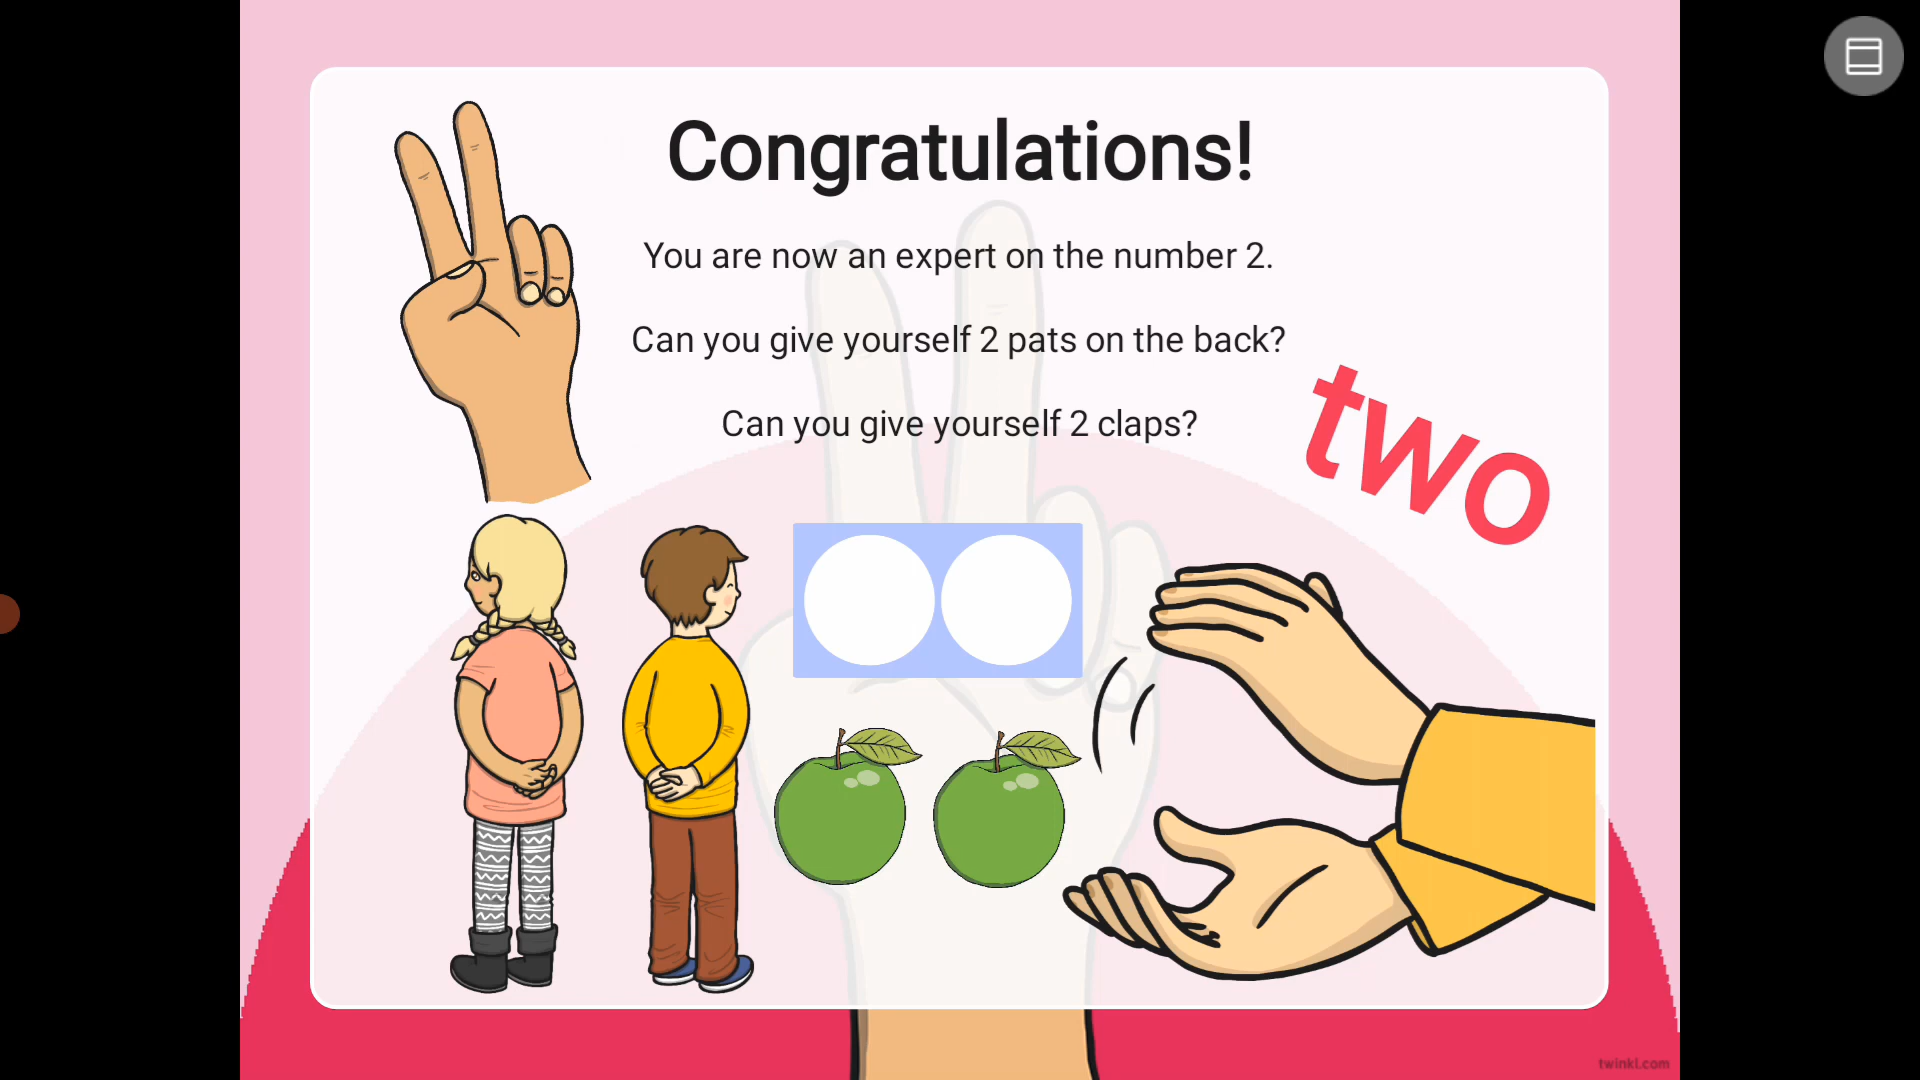 Congratulations!
You are now an expert on the number 2.
Can you give yourself 2 pats on the back?
Can you give yourself 2 claps?
two
twinkl.com